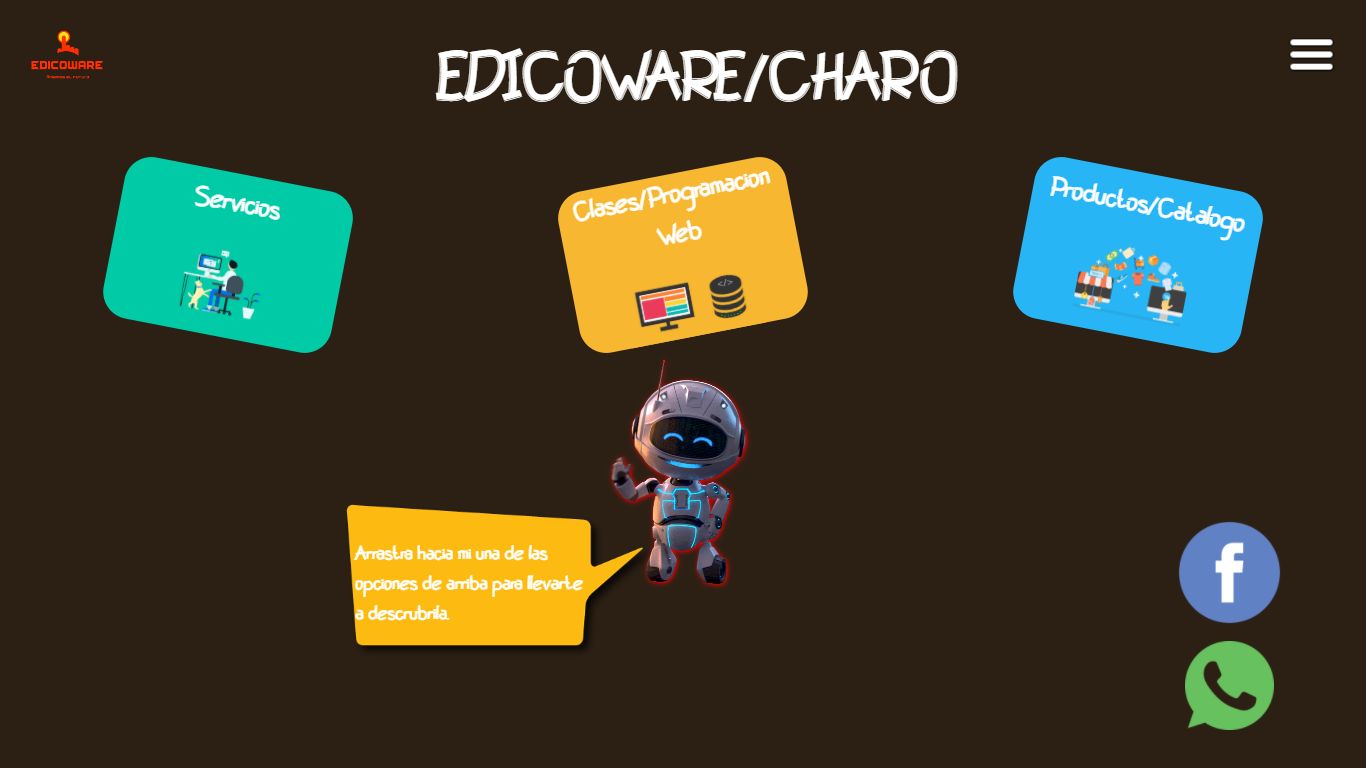 EDICOWARE
EDICOWARE/CHARO
Servicios
Clases/Programacion
Web
Productos/Catalogo
</>
Arrastra hacia mi una de las
opciones de arriba para llevarte
a descrubrila.